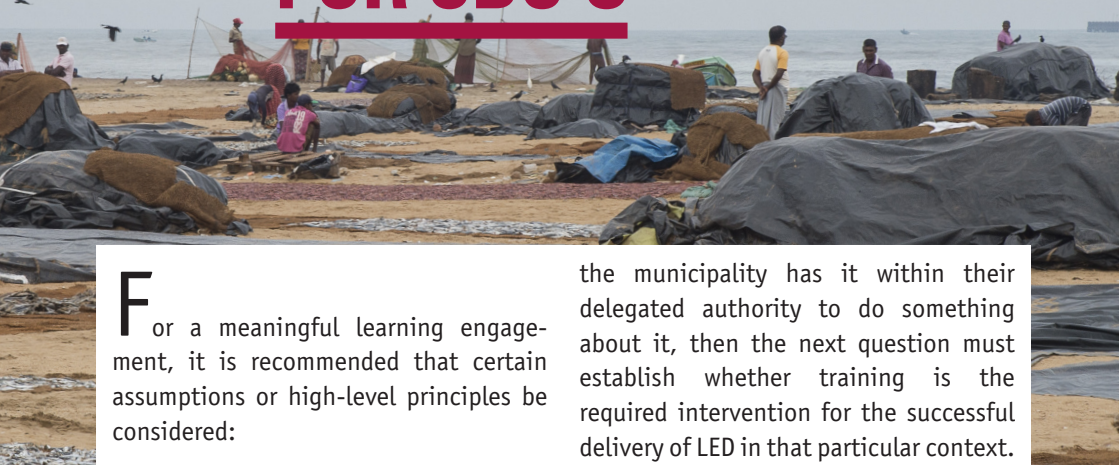 For a meaningful learning engage-
ment, it is recommended that certain
assumptions or high-level principles be
considered:
the municipality has it within their
delegated authority to do something
about it, then the next question must
establish whether training is the
required intervention for the successful
delivery of LED in that particular context.